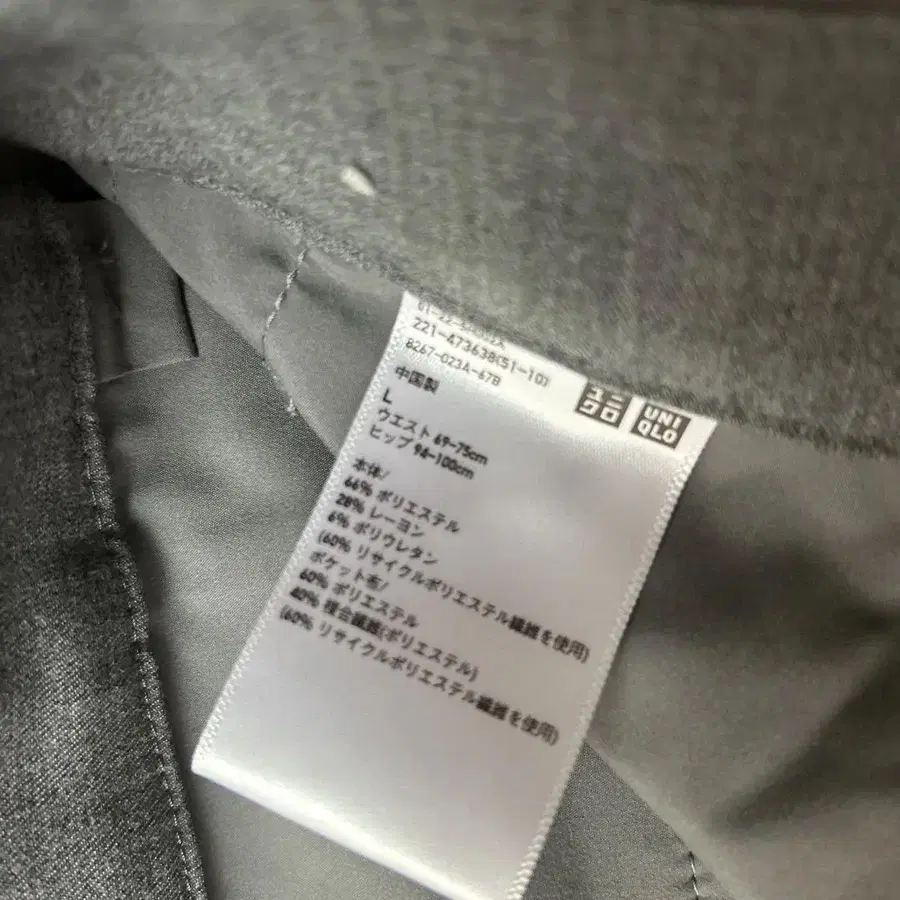 221-473638(51-10)
8267-023A-67B
ユニ
クロ
UNI
QLO
中国製
L
ウエスト 69-75cm
ヒップ 94-100cm
本体/
66% ポリエステル
28% レーヨン
6% ポリウレタン
(60% リサイクルポリエステル繊維を使用)
ポケット布/
60% ポリエステル
40% 複合繊維(ポリエステル)
(60% リサイクルポリエステル繊維を使用)